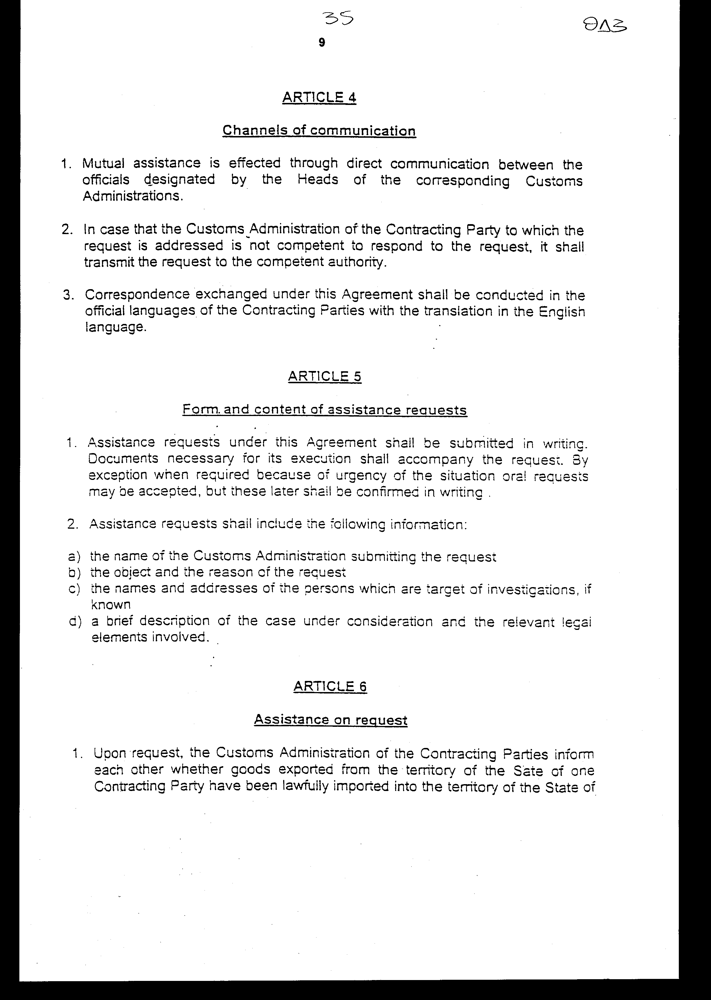 35
ΘΔ3
9
ARTICLE 4
Channels of communication
1. Mutual assistance is effected through direct communication between the
officials designated by the Heads of the corresponding Customs
Administrations.
2. In case that the Customs Administration of the Contracting Party to which the
request is addressed is not competent to respond to the request, it shall
transmit the request to the competent authority.
3. Correspondence exchanged under this Agreement shall be conducted in the
official languages of the Contracting Parties with the translation in the English
language.
ARTICLE 5
Form and content of assistance requests
1. Assistance requests under this Agreement shall be submitted in writing.
Documents necessary for its execution shall accompany the request. By
exception when required because of urgency of the situation oral requests
may be accepted, but these later shall be confirmed in writing .
2. Assistance requests shall include the following information:
a) the name of the Customs Administration submitting the request
b) the object and the reason of the request
c) the names and addresses of the persons which are target of investigations, if
known
d) a brief description of the case under consideration and the relevant legal
elements involved.
ARTICLE 6
Assistance on request
1. Upon request, the Customs Administration of the Contracting Parties inform
each other whether goods exported from the territory of the Sate of one
Contracting Party have been lawfully imported into the territory of the State of